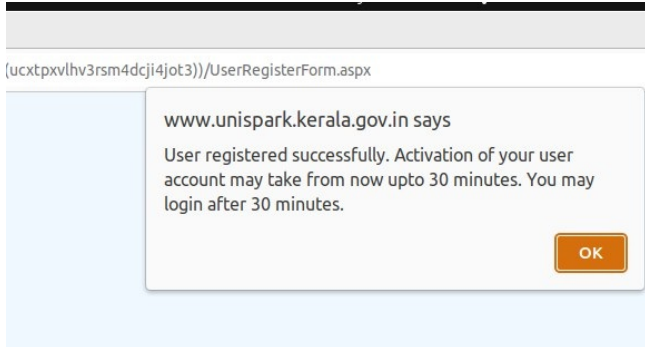 (ucxtpxvlhv3rsm4dcji4jot3))/UserRegisterForm.aspx
www.unispark.kerala.gov.in says
User registered successfully. Activation of your user
account may take from now upto 30 minutes. You may
login after 30 minutes.
OK